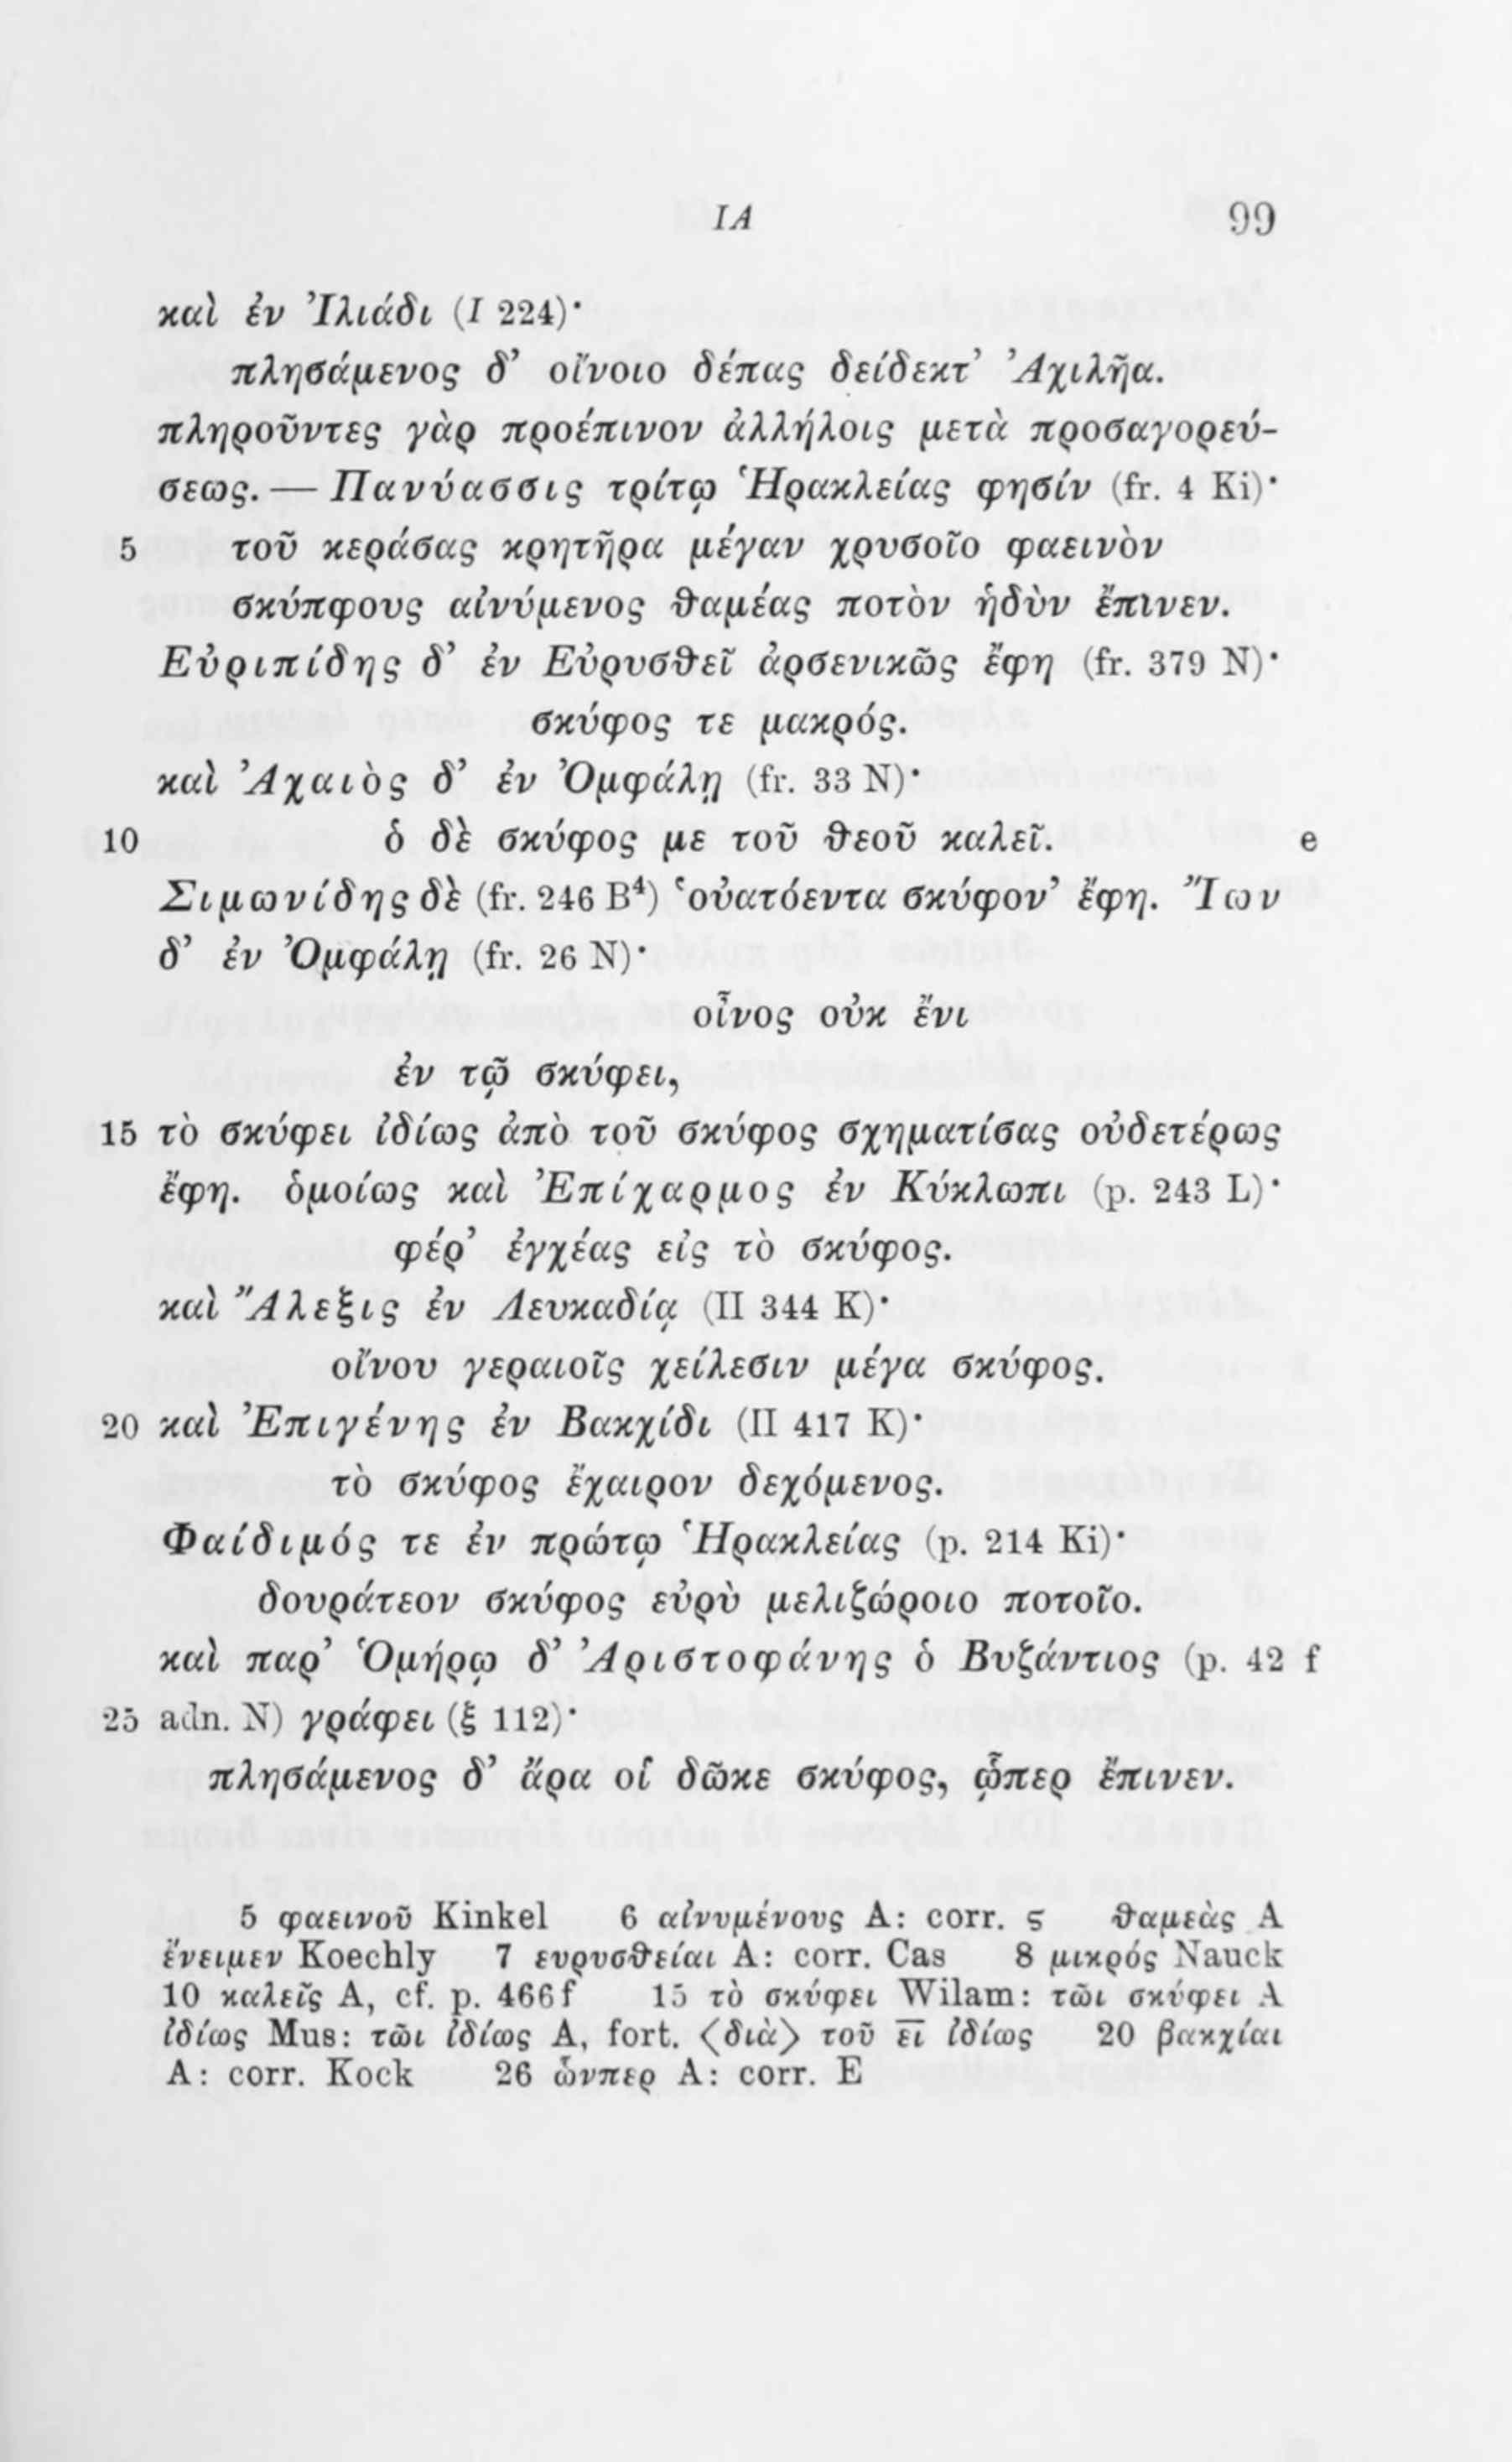 ΙΑ 99
καὶ ἐν Ἰλιάδι (I 224)·
πλησάμενος δ’ οἴνοιο δέπας δείδεκτ’ Ἀχιλῆα.
πληροῦντες γὰρ προέπινον ἀλλήλοις μετὰ προσαγορεύ-
σεως. — Πανύασσις τρίτῳ Ἡρακλείας φησίν (fr. 4 Ki)·
5 τοῦ κεράσας κρητῆρα μέγαν χρυσοῖο φαεινὸν
σκύπφους αἰνύμενος θαμέας ποτὸν ἡδὺν ἔπῑνεν.
Εὐριπίδης δ’ ἐν Εὐρυσθεῖ ἀρσενικῶς ἔφη (fr. 379 N)·
σκύφος τε μακρός.
καὶ Ἀχαιὸς δ’ ἐν Ὀμφάλῃ (fr. 33 N)·
10 ὁ δὲ σκύφος με τοῦ θεοῦ καλεῖ. e
Σιμωνίδης δὲ (fr. 246 B⁴) ‘οὐατόεντα σκύφον’ ἔφη. Ἴων
δ’ ἐν Ὀμφάλῃ (fr. 26 N)·
οἶνος οὐκ ἔνι
ἐν τῷ σκύφει,
15 τὸ σκύφει ἰδίως ἀπὸ τοῦ σκύφος σχηματίσας οὐδετέρως
ἔφη. ὁμοίως καὶ Ἐπίχαρμος ἐν Κύκλωπι (p. 243 L)·
φέρ’ ἐγχέας εἰς τὸ σκύφος.
καὶ Ἄλεξις ἐν Λευκαδίᾳ (II 344 K)·
οἴνου γεραιοῖς χείλεσιν μέγα σκύφος.
20 καὶ Ἐπιγένης ἐν Βακχίδι (II 417 K)·
τὸ σκύφος ἔχαιρον δεχόμενος.
Φαίδιμός τε ἐν πρώτῳ Ἡρακλείας (p. 214 Ki)·
δουράτεον σκύφος εὐρὺ μελιζώροιο ποτοῖο.
καὶ παρ’ Ὁμήρῳ δ’ Ἀριστοφάνης ὁ Βυζάντιος (p. 42 f
25 adn. N) γράφει (ξ 112)·
πλησάμενος δ’ ἄρα οἱ δῶκε σκύφος, ᾧπερ ἔπινεν.
5 φαεινοῦ Kinkel 6 αἰνυμένους A: corr. ς θαμεὰς A
ἔνειμεν Koechly 7 ευρυσθείαι A: corr. Cas 8 μικρός Nauck
10 καλεῖς A, cf. p. 466 f 15 τὸ σκύφει Wilam: τῶι σκύφει A
ἰδίως Mus: τῶι ἰδίως A, fort. ⟨διὰ⟩ τοῦ ε̅ι̅ ἰδίως 20 βακχίαι
A: corr. Kock 26 ὧνπερ A: corr. E